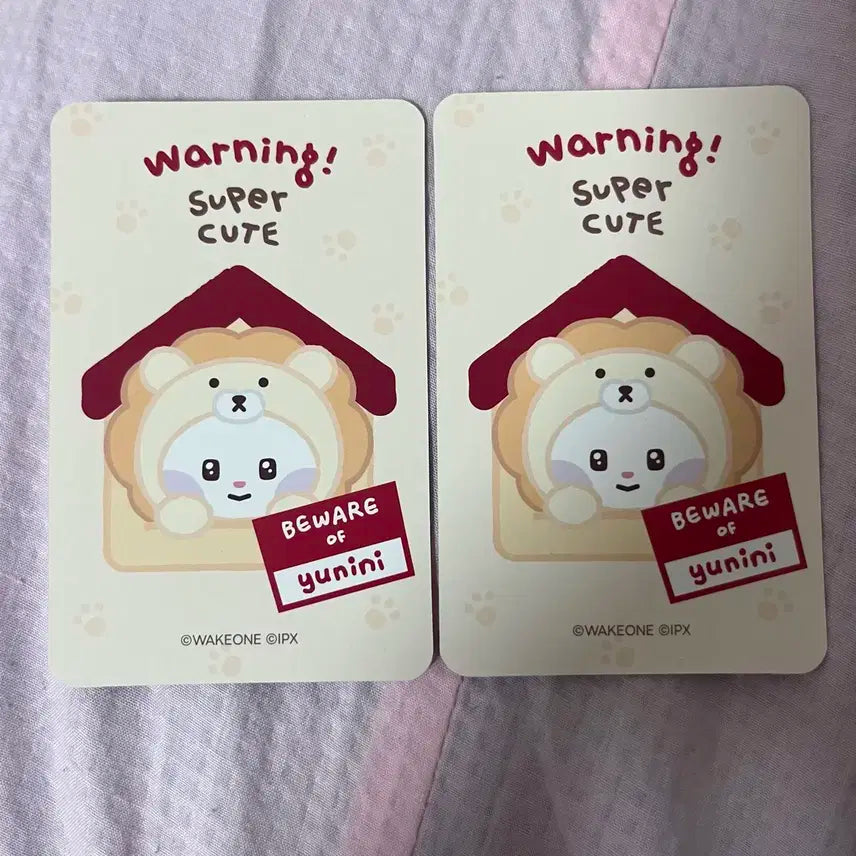 warning!
SUPer
CUTE
BEWARE
OF
yunini
©WAKEONE ©IPX
warning!
SUPer
CUTE
BEWARE
OF
yunini
©WAKEONE ©IPX